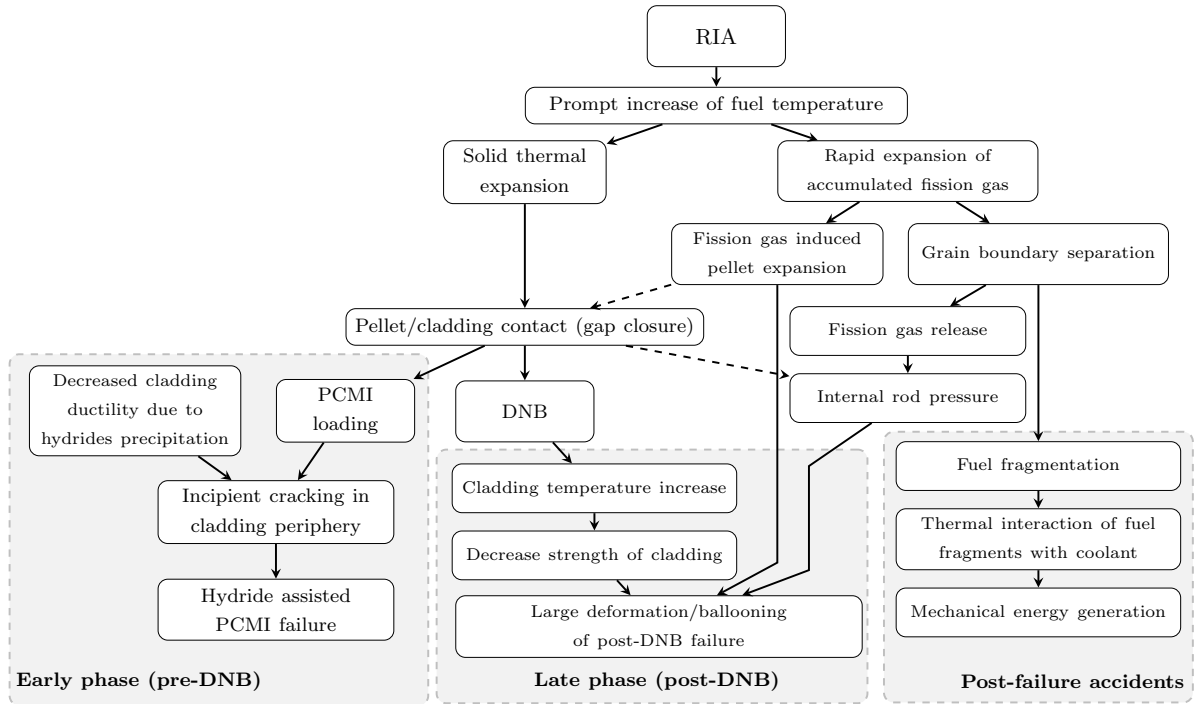 RIA
Prompt increase of fuel temperature
Solid thermal
expansion
Rapid expansion of
accumulated fission gas
Fission gas induced
pellet expansion
Grain boundary separation
Pellet/cladding contact (gap closure)
Fission gas release
Internal rod pressure
Decreased cladding
ductility due to
hydrides precipitation
PCMI
loading
DNB
Incipient cracking in
cladding periphery
Hydride assisted
PCMI failure
Early phase (pre-DNB)
Cladding temperature increase
Decrease strength of cladding
Large deformation/ballooning
of post-DNB failure
Late phase (post-DNB)
Fuel fragmentation
Thermal interaction of fuel
fragments with coolant
Mechanical energy generation
Post-failure accidents